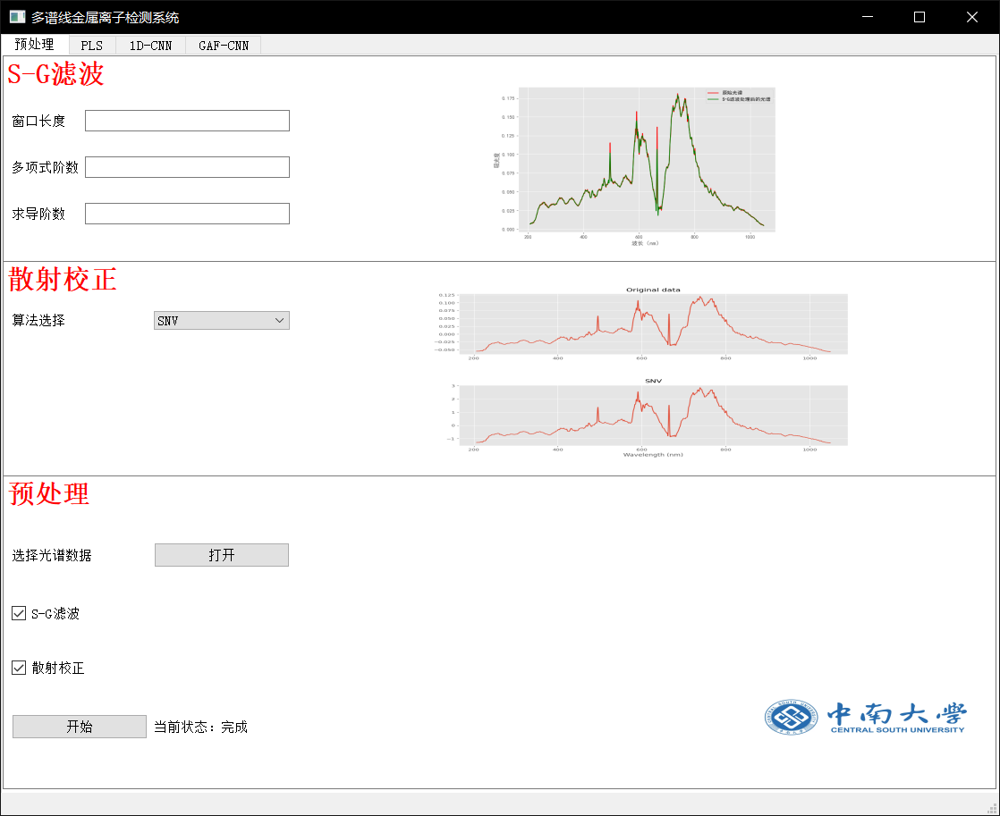 多谱线金属离子检测系统
预处理 PLS 1D-CNN GAF-CNN
S-G滤波
窗口长度
多项式阶数
求导阶数
原始光谱
S-G滤波处理后的光谱
0.175
0.150
0.125
0.100
0.075
0.050
0.025
0.000
吸光度
200 400 600 800 1000
波长 (nm)
散射校正
算法选择 SNV
Original data
0.125
0.100
0.075
0.050
0.025
0.000
−0.025
−0.050
200 400 600 800 1000
SNV
3
2
1
0
−1
200 400 600 800 1000
Wavelength (nm)
预处理
选择光谱数据 打开
S-G滤波
散射校正
开始 当前状态：完成
中南大学
CENTRAL SOUTH UNIVERSITY